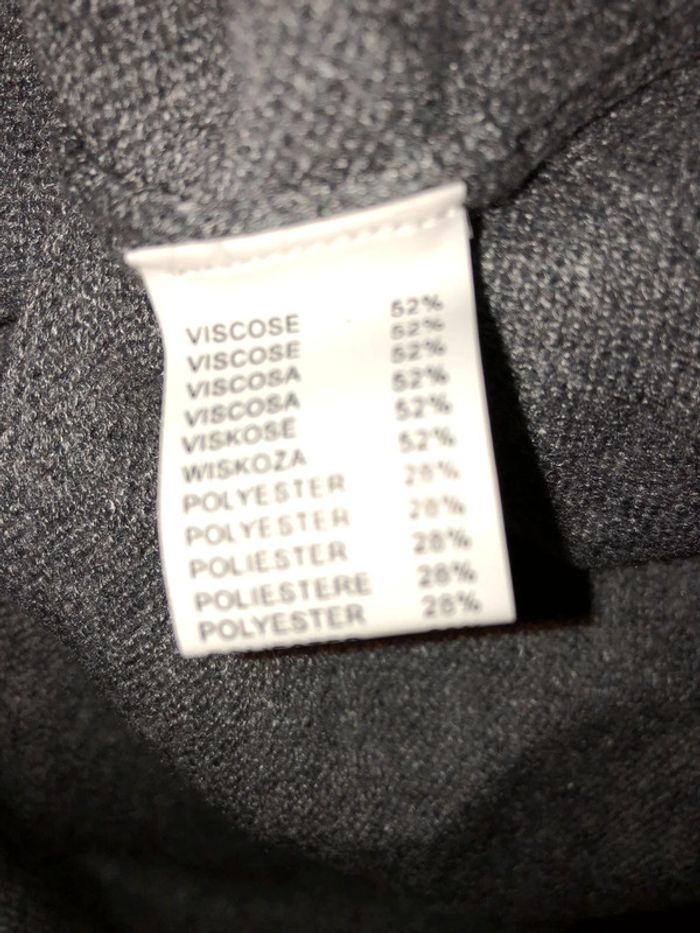 VISCOSE 52%
VISCOSE 52%
VISCOSA 52%
VISCOSA 52%
VISKOSE 52%
WISKOZA 52%
POLYESTER 28%
POLYESTER 28%
POLIESTER 28%
POLIESTERE 28%
POLYESTER 28%